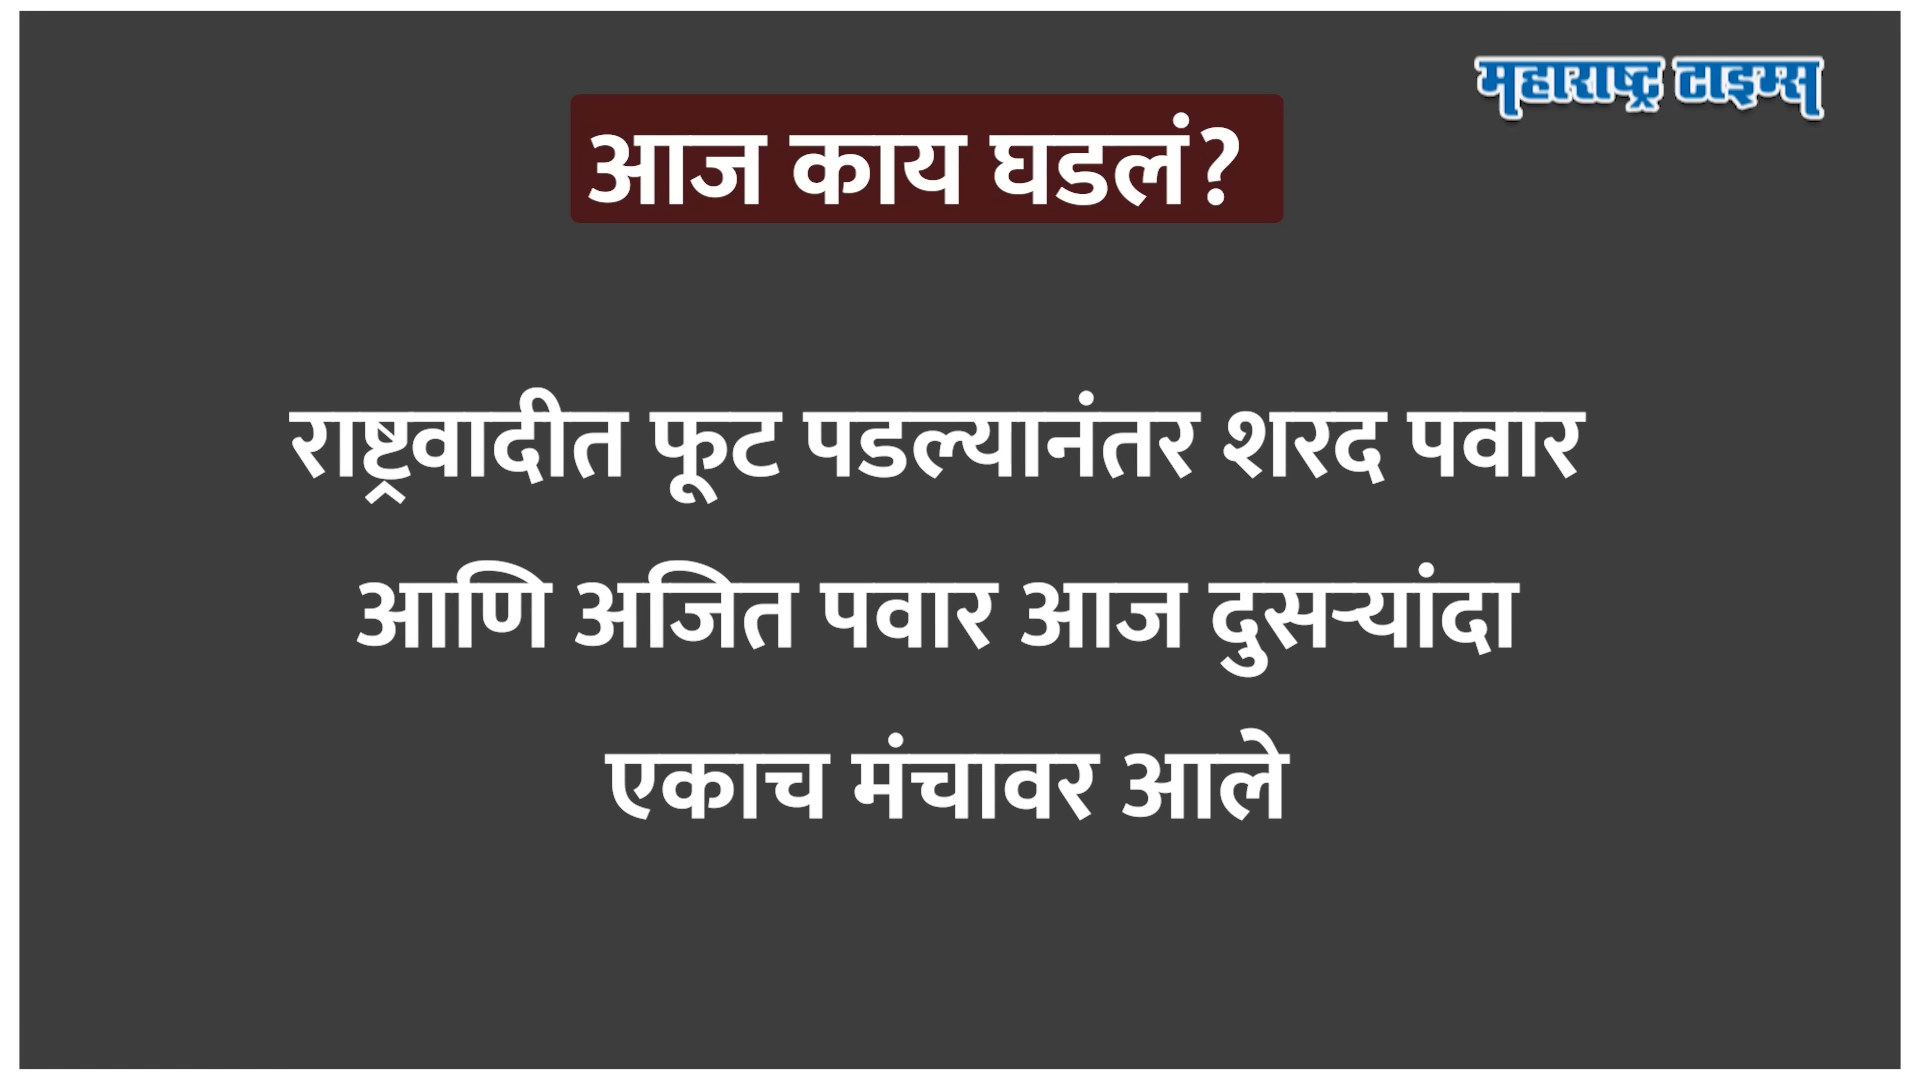 महाराष्ट्र टाइम्स
आज काय घडलं?
राष्ट्रवादीत फूट पडल्यानंतर शरद पवार
आणि अजित पवार आज दुसऱ्यांदा
एकाच मंचावर आले